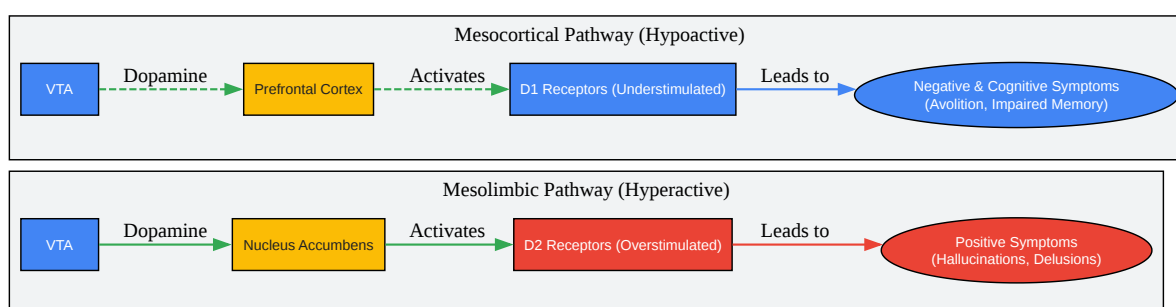 Mesocortical Pathway (Hypoactive)
VTA
Dopamine
Prefrontal Cortex
Activates
D1 Receptors (Understimulated)
Leads to
Negative & Cognitive Symptoms
(Avolition, Impaired Memory)
Mesolimbic Pathway (Hyperactive)
VTA
Dopamine
Nucleus Accumbens
Activates
D2 Receptors (Overstimulated)
Leads to
Positive Symptoms
(Hallucinations, Delusions)